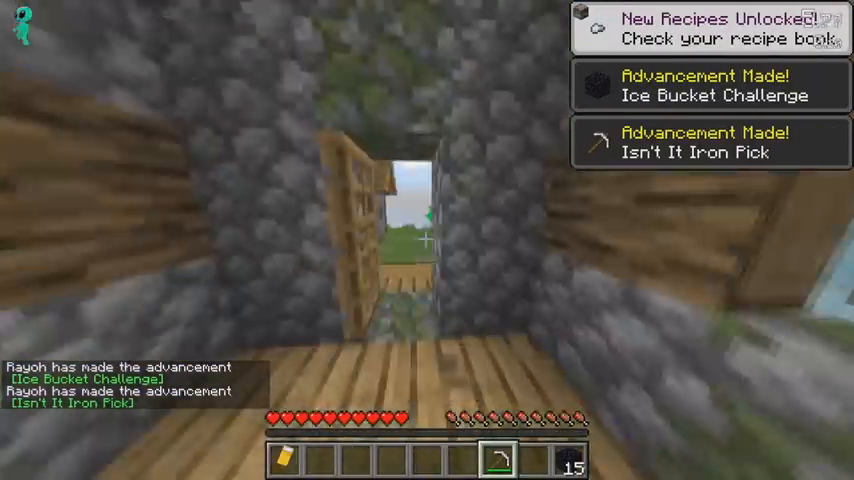 New Recipes Unlocked!
Check your recipe book
Advancement Made!
Ice Bucket Challenge
Advancement Made!
Isn't It Iron Pick
Rayoh has made the advancement
[Ice Bucket Challenge]
Rayoh has made the advancement
[Isn't It Iron Pick]
15